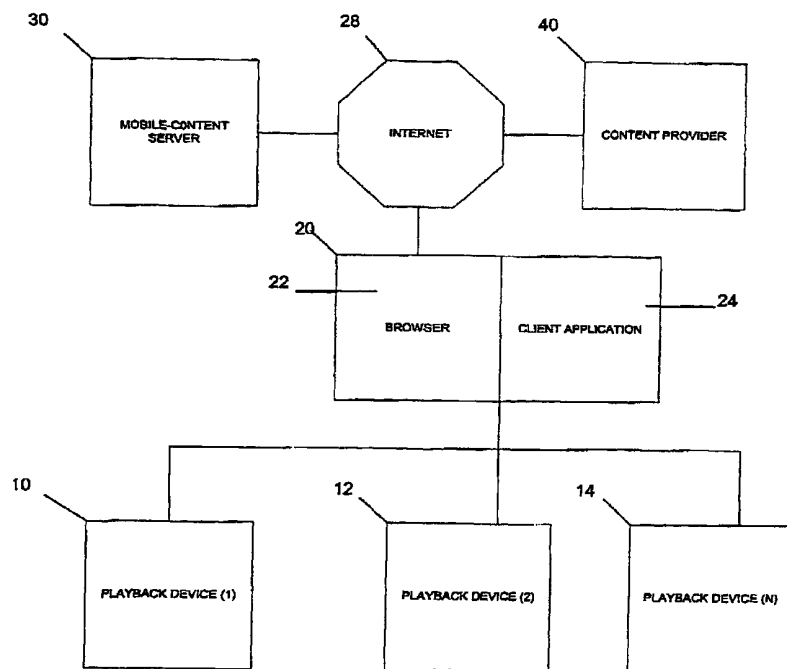 30
28
40
MOBILE-CONTENT
SERVER
INTERNET
CONTENT PROVIDER
20
22
24
BROWSER
CLIENT APPLICATION
10
12
14
PLAYBACK DEVICE (1)
PLAYBACK DEVICE (2)
PLAYBACK DEVICE (N)